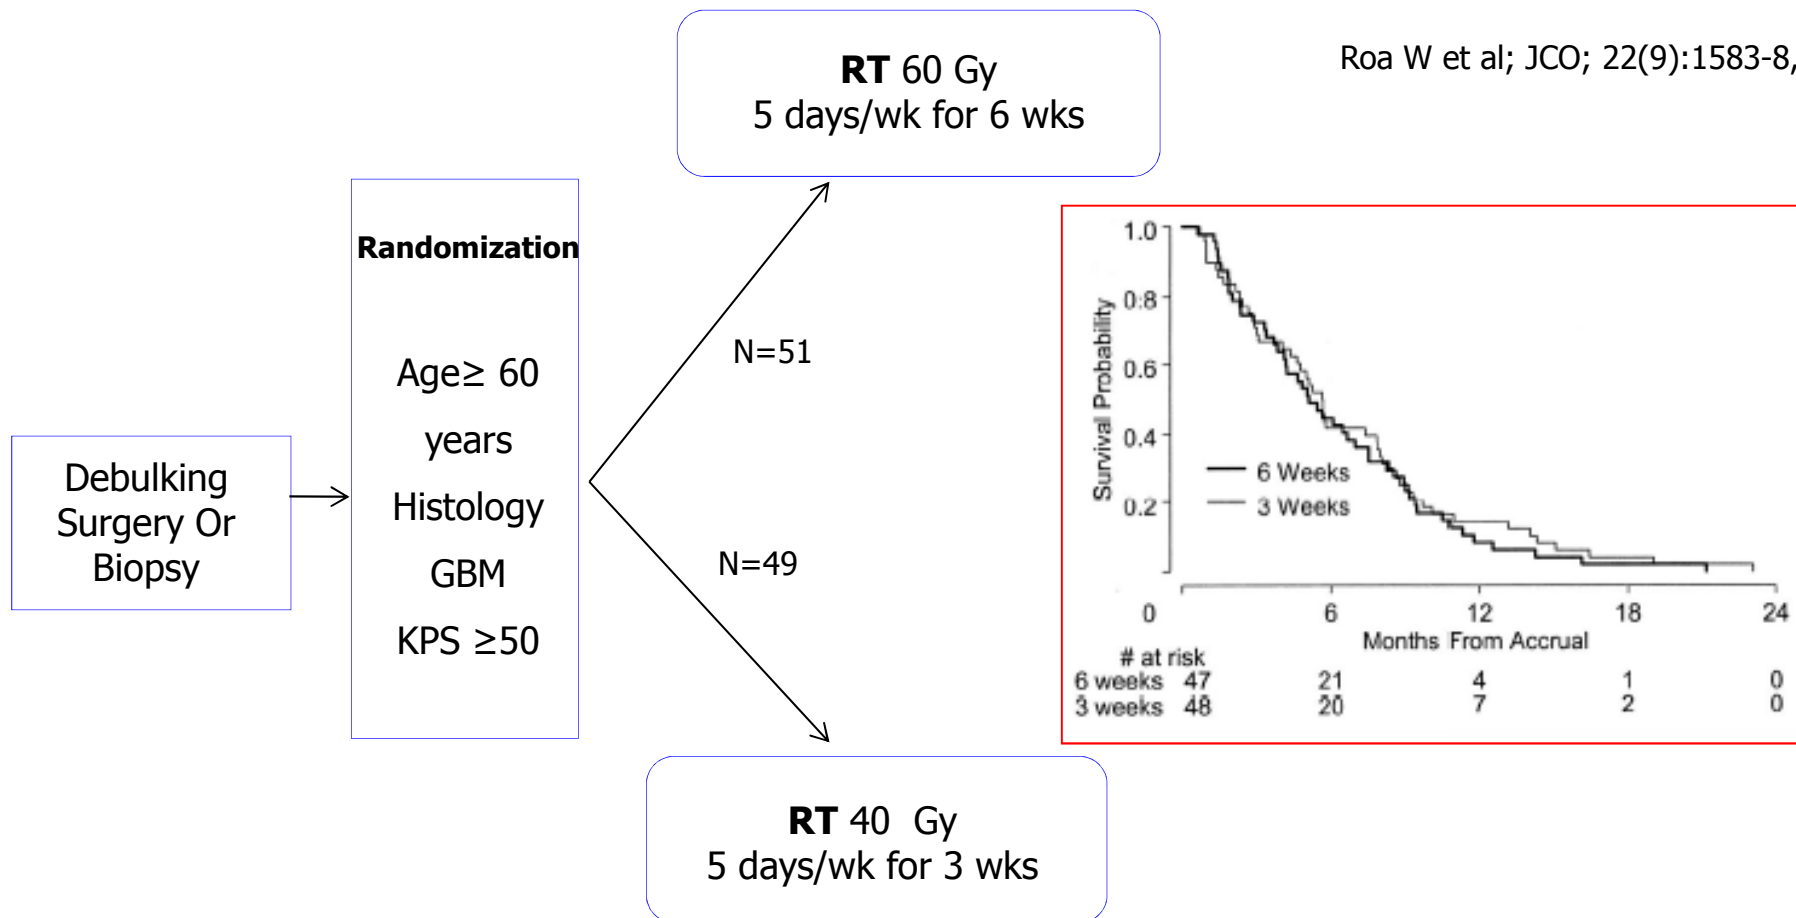 RT 60 Gy
5 days/wk for 6 wks
Roa W et al; JCO; 22(9):1583-8,
Randomization
Age≥ 60
years
Histology
GBM
KPS ≥50
Debulking
Surgery Or
Biopsy
N=51
N=49
RT 40 Gy
5 days/wk for 3 wks
Survival Probability
1.0
0.8
0.6
0.4
0.2
6 Weeks
3 Weeks
0 6 12 18 24
Months From Accrual
# at risk
6 weeks 47 21 4 1 0
3 weeks 48 20 7 2 0